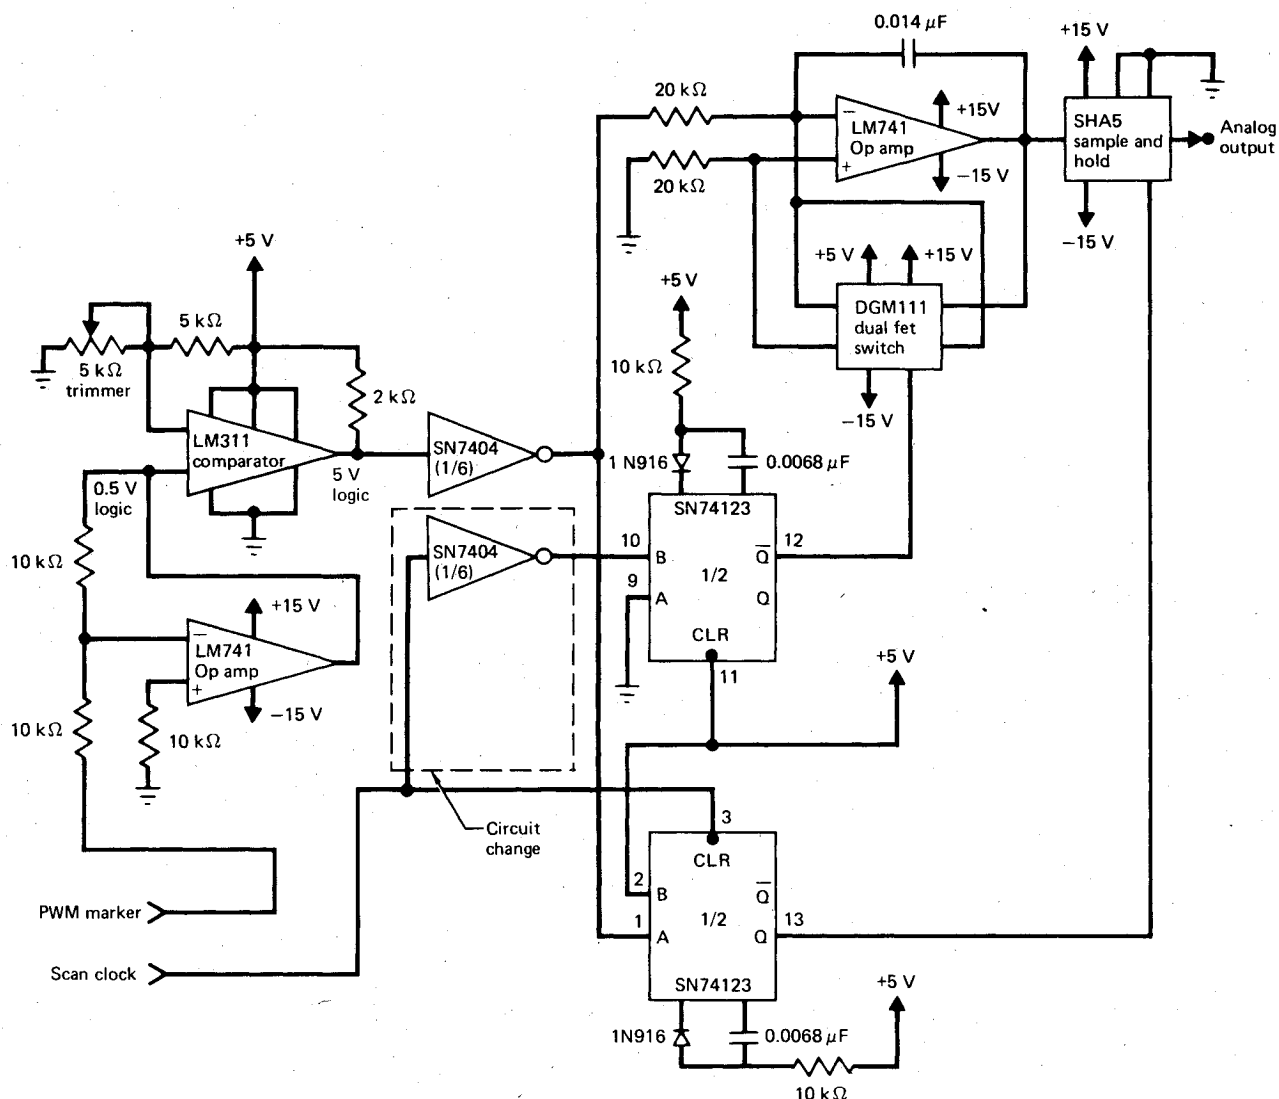 0.014 µF
+15 V
20 kΩ
+15V
−
LM741
Op amp
+
−15 V
SHA5
sample and
hold
Analog
output
−15 V
20 kΩ
+5 V
+5 V
+15 V
DGM111
dual fet
switch
−15 V
+5 V
10 kΩ
5 kΩ
5 kΩ
trimmer
2 kΩ
LM311
comparator
5 V
logic
0.5 V
logic
SN7404
(1/6)
1N916
0.0068 µF
SN74123
10
B
Q
12
1/2
9
A
Q
CLR
11
SN7404
(1/6)
10 kΩ
+15 V
−
LM741
Op amp
+
−15 V
10 kΩ
10 kΩ
+5 V
Circuit
change
3
CLR
2
B
Q
1/2
1
A
Q
13
SN74123
PWM marker
Scan clock
1N916
0.0068 µF
+5 V
10 kΩ